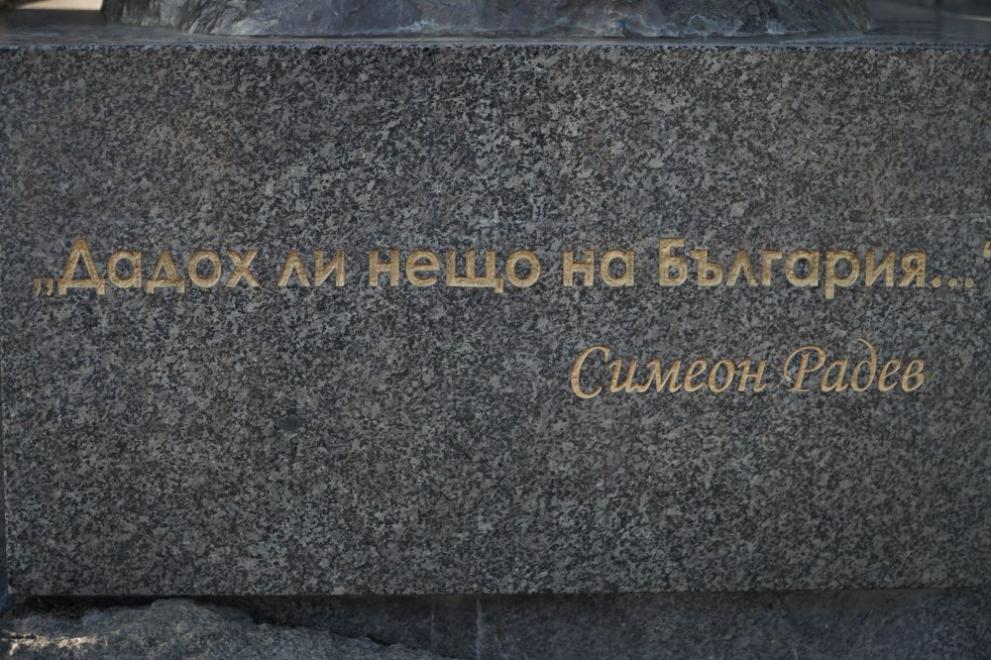 „Дадох ли нещо на България...“
Симеон Радев